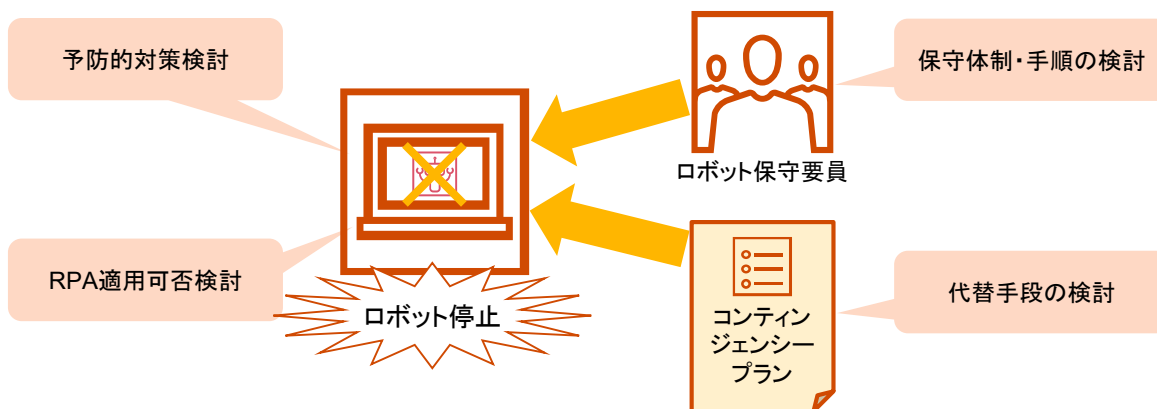 予防的対策検討
保守体制・手順の検討
ロボット保守要員
RPA適用可否検討
ロボット停止
コンティン
ジェンシー
プラン
代替手段の検討